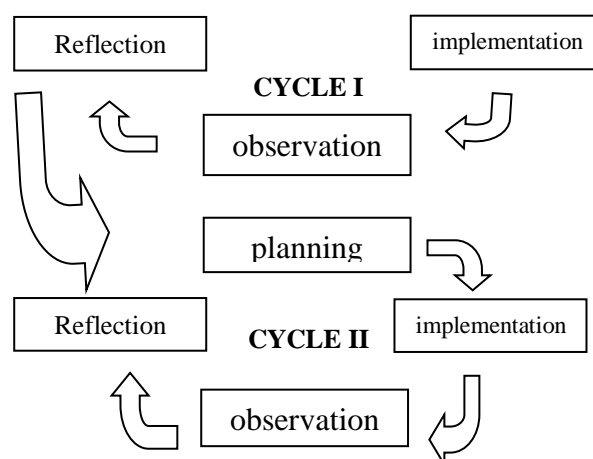 Reflection
implementation
CYCLE I
observation
planning
Reflection
implementation
CYCLE II
observation